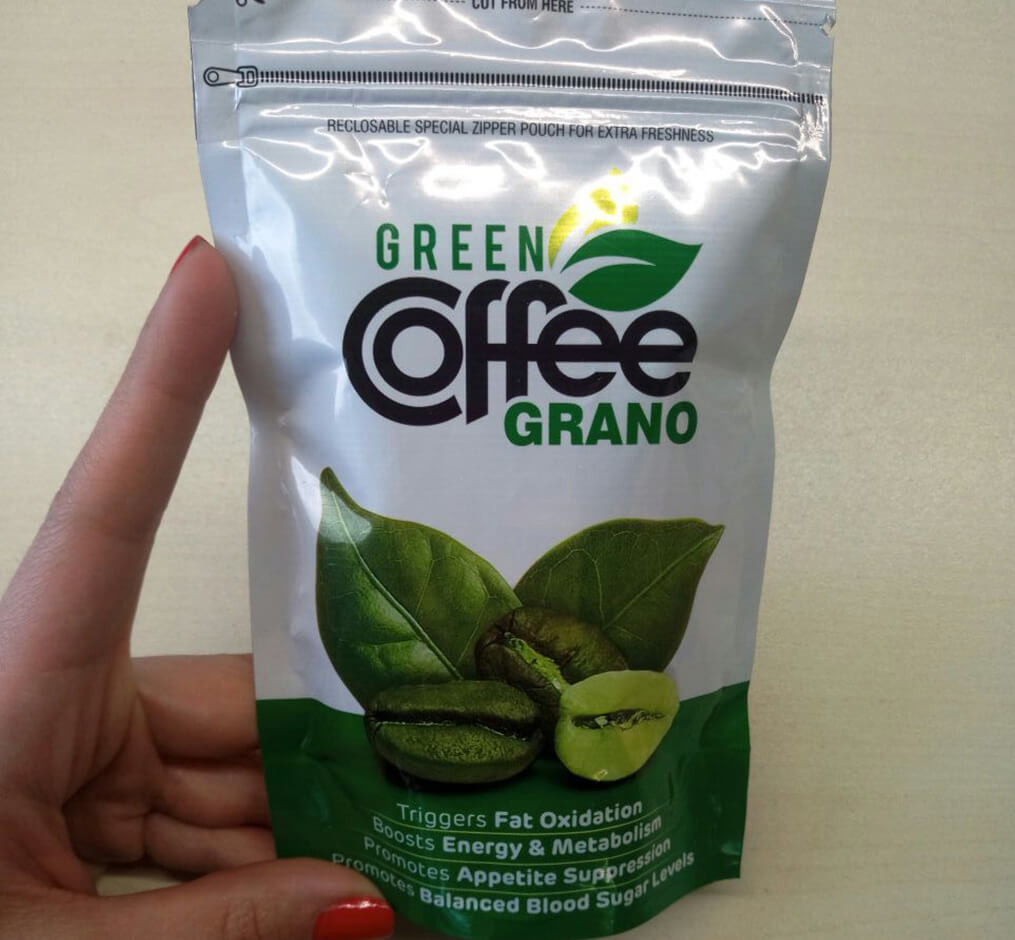 CUT FROM HERE
RECLOSABLE SPECIAL ZIPPER POUCH FOR EXTRA FRESHNESS
GREEN
Coffee
GRANO
Triggers Fat Oxidation
Boosts Energy & Metabolism
Promotes Appetite Suppression
Promotes Balanced Blood Sugar Levels